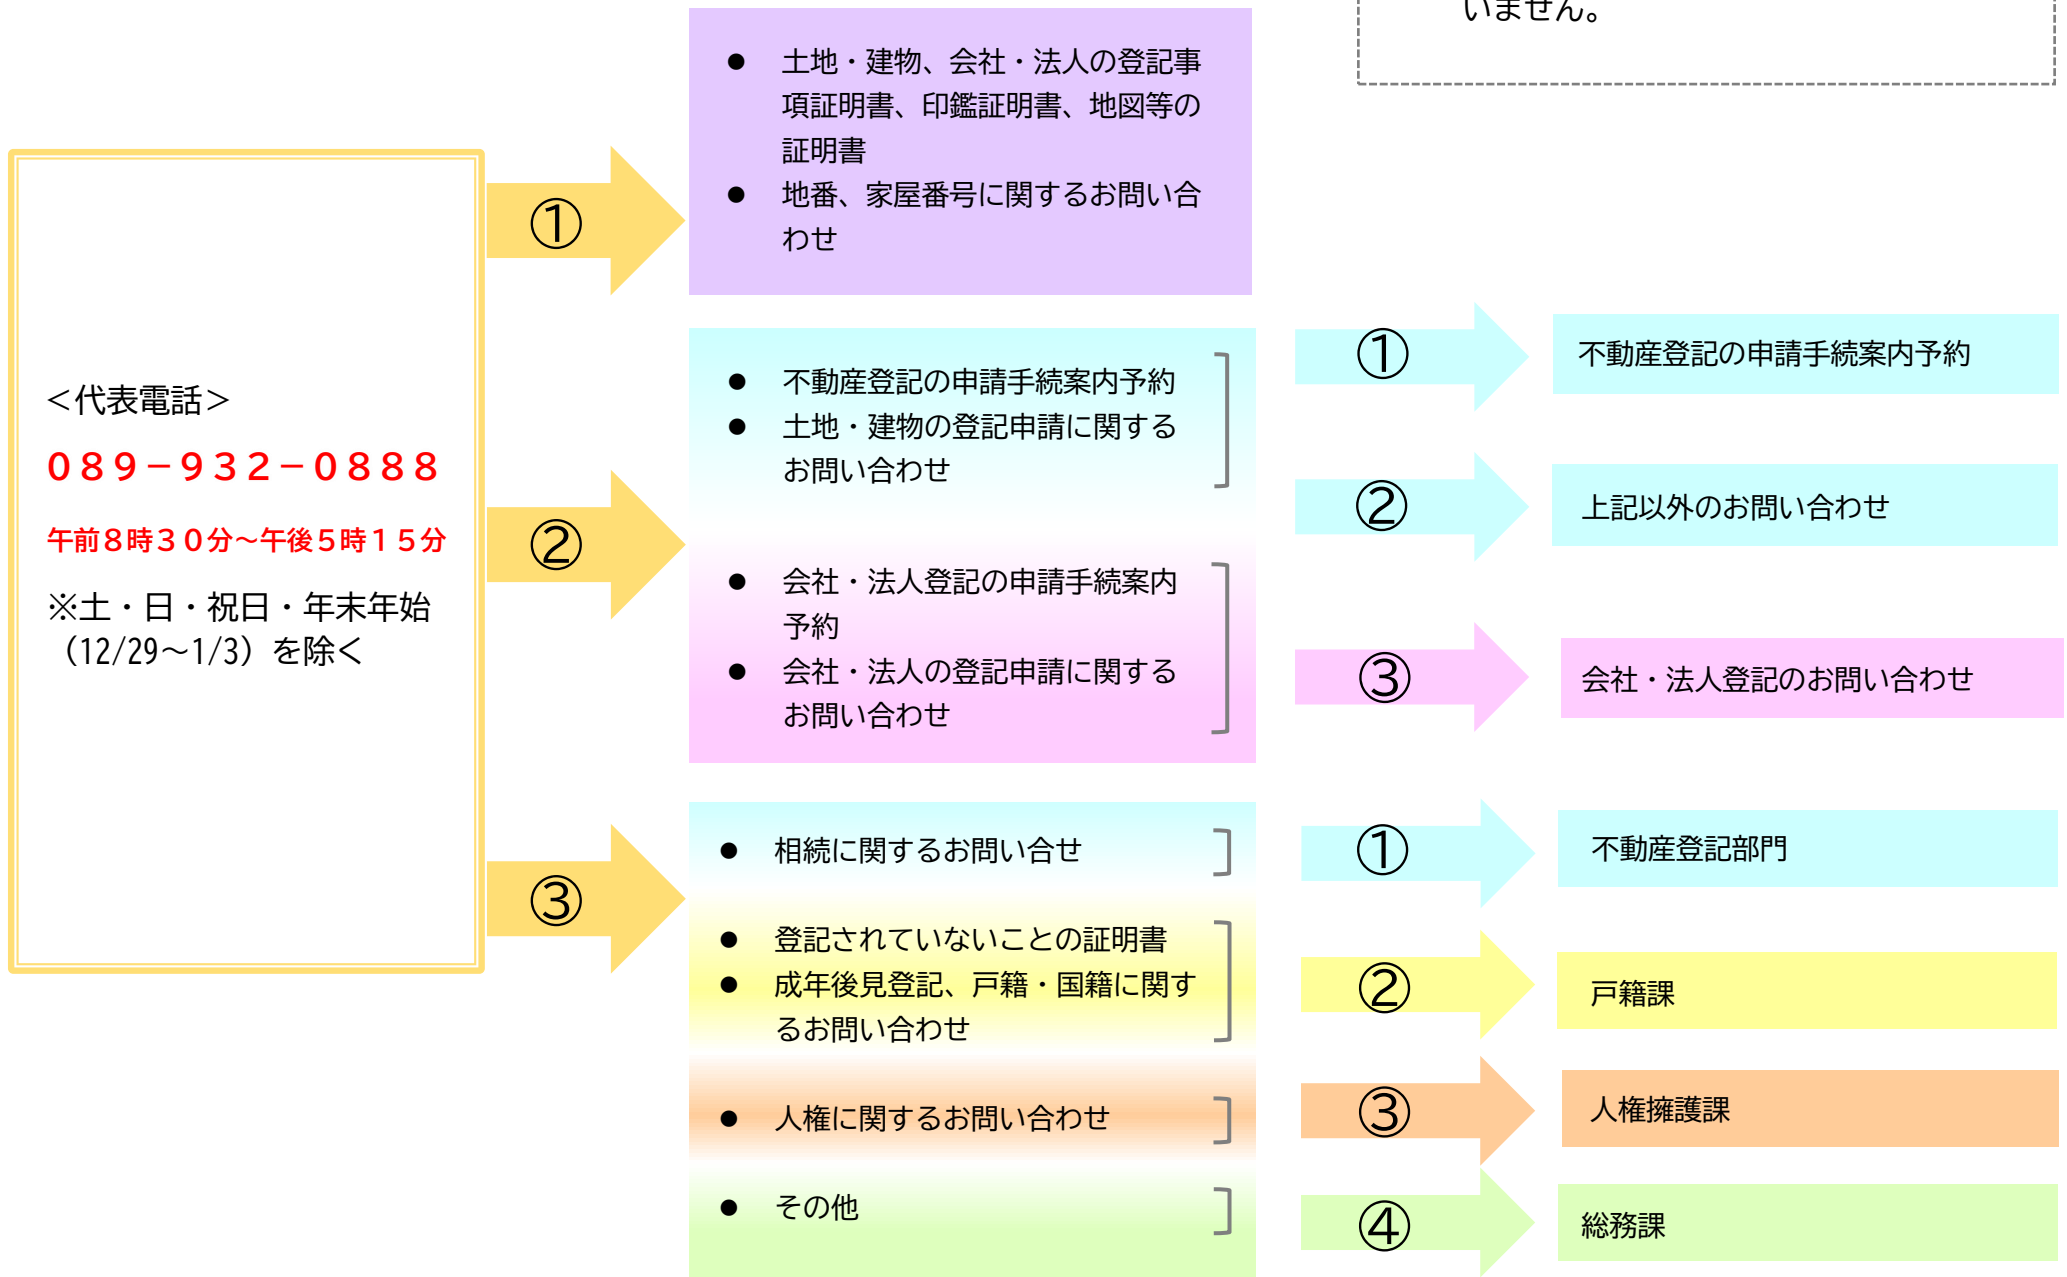 いません。
● 土地・建物、会社・法人の登記事
項証明書、印鑑証明書、地図等の
証明書
● 地番、家屋番号に関するお問い合
わせ
①
＜代表電話＞
０８９－９３２－０８８８
午前８時３０分～午後５時１５分
※土・日・祝日・年末年始
（12/29～1/3）を除く
②
● 不動産登記の申請手続案内予約
● 土地・建物の登記申請に関する
お問い合わせ
● 会社・法人登記の申請手続案内
予約
● 会社・法人の登記申請に関する
お問い合わせ
①
不動産登記の申請手続案内予約
②
上記以外のお問い合わせ
③
会社・法人登記のお問い合わせ
③
● 相続に関するお問い合せ
● 登記されていないことの証明書
● 成年後見登記、戸籍・国籍に関す
るお問い合わせ
● 人権に関するお問い合わせ
● その他
①
不動産登記部門
②
戸籍課
③
人権擁護課
④
総務課